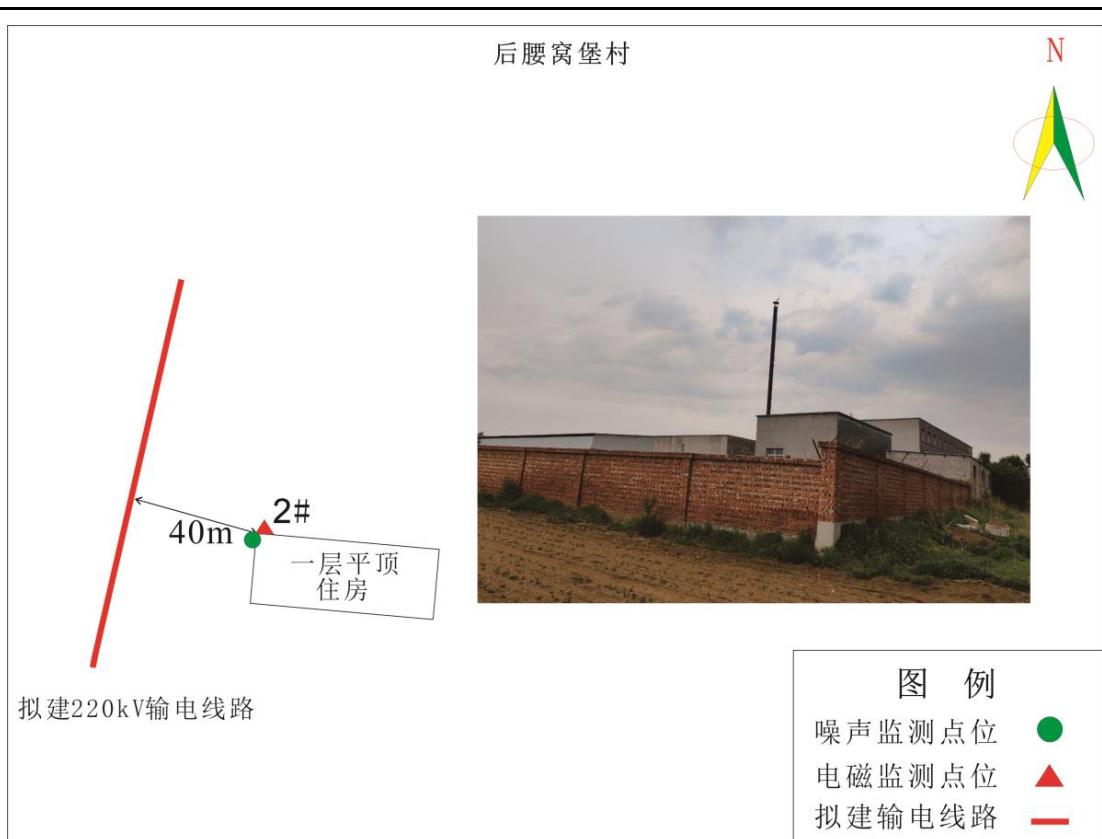 后腰窝堡村
N
2#
40m
一层平顶
住房
拟建220kV输电线路
图 例
噪声监测点位
电磁监测点位
拟建输电线路